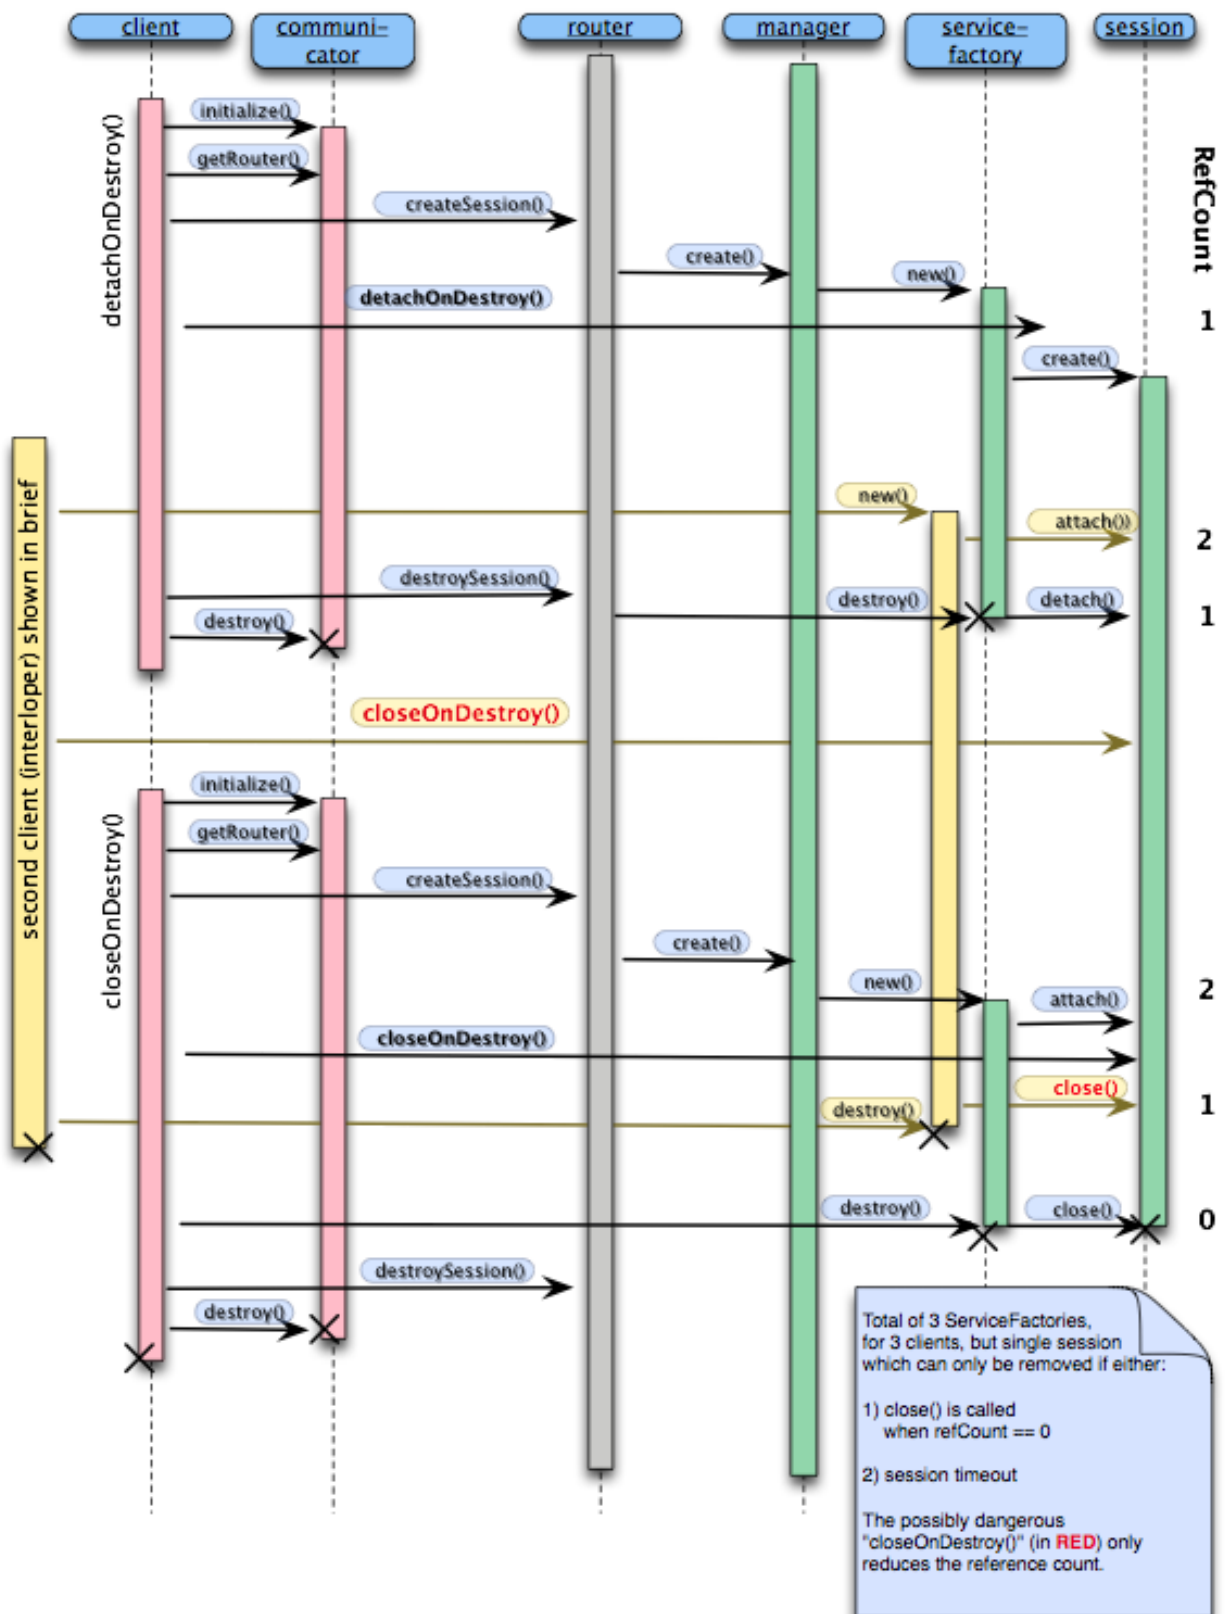 client
communi-
cator
router
manager
service-
factory
session
RefCount
detachOnDestroy()
initialize()
getRouter()
createSession()
create()
new()
detachOnDestroy()
1
create()
second client (interloper) shown in brief
new()
attach())
2
destroySession()
destroy()
detach()
1
destroy()
closeOnDestroy()
closeOnDestroy()
initialize()
getRouter()
createSession()
create()
new()
attach()
2
closeOnDestroy()
close()
1
destroy()
destroy()
close()
0
destroySession()
destroy()
Total of 3 ServiceFactories,
for 3 clients, but single session
which can only be removed if either:
1) close() is called
when refCount == 0
2) session timeout
The possibly dangerous
"closeOnDestroy()" (in RED) only
reduces the reference count.